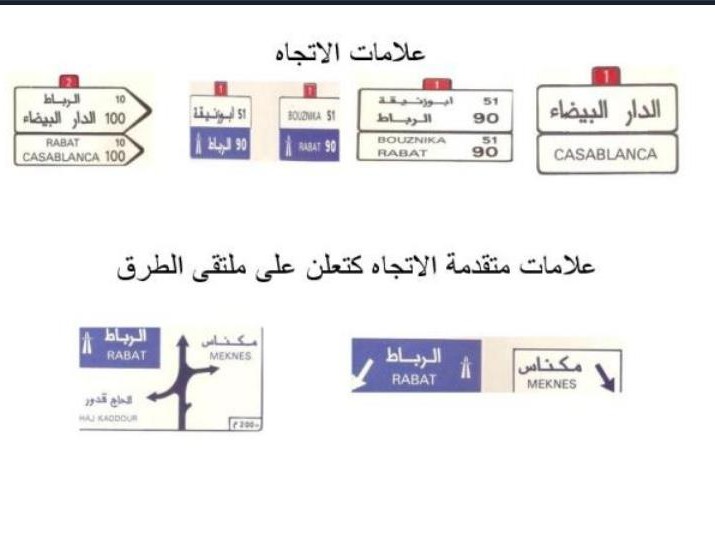 علامات الاتجاه
2
الرباط 10
الدار البيضاء 100
RABAT 10
CASABLANCA 100
1
ابوزنيقة 51
الرباط 90
1
BOUZNIKA 51
RABAT 90
1
ابوزنيقة 51
الرباط 90
BOUZNIKA 51
RABAT 90
1
الدار البيضاء
CASABLANCA
علامات متقدمة الاتجاه كتعلن على ملتقى الطرق
الرباط
RABAT
مكناس
MEKNES
الحاج قدور
HAJ KADDOUR
200 م
الرباط
RABAT
مكناس
MEKNES